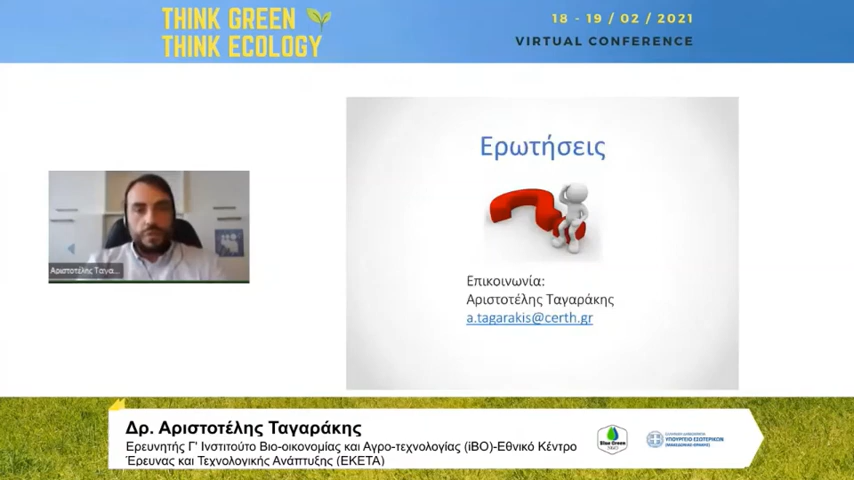 THINK GREEN
THINK ECOLOGY
18 - 19 / 02 / 2021
VIRTUAL CONFERENCE
Ερωτήσεις
Επικοινωνία:
Αριστοτέλης Ταγαράκης
a.tagarakis@certh.gr
Αριστοτέλης Ταγα...
Δρ. Αριστοτέλης Ταγαράκης
Ερευνητής Γ' Ινστιτούτο Βιο-οικονομίας και Αγρο-τεχνολογίας (iBO)-Εθνικό Κέντρο
Έρευνας και Τεχνολογικής Ανάπτυξης (ΕΚΕΤΑ)
Blue Green
ΥΠΟΥΡΓΕΙΟ ΕΣΩΤΕΡΙΚΩΝ